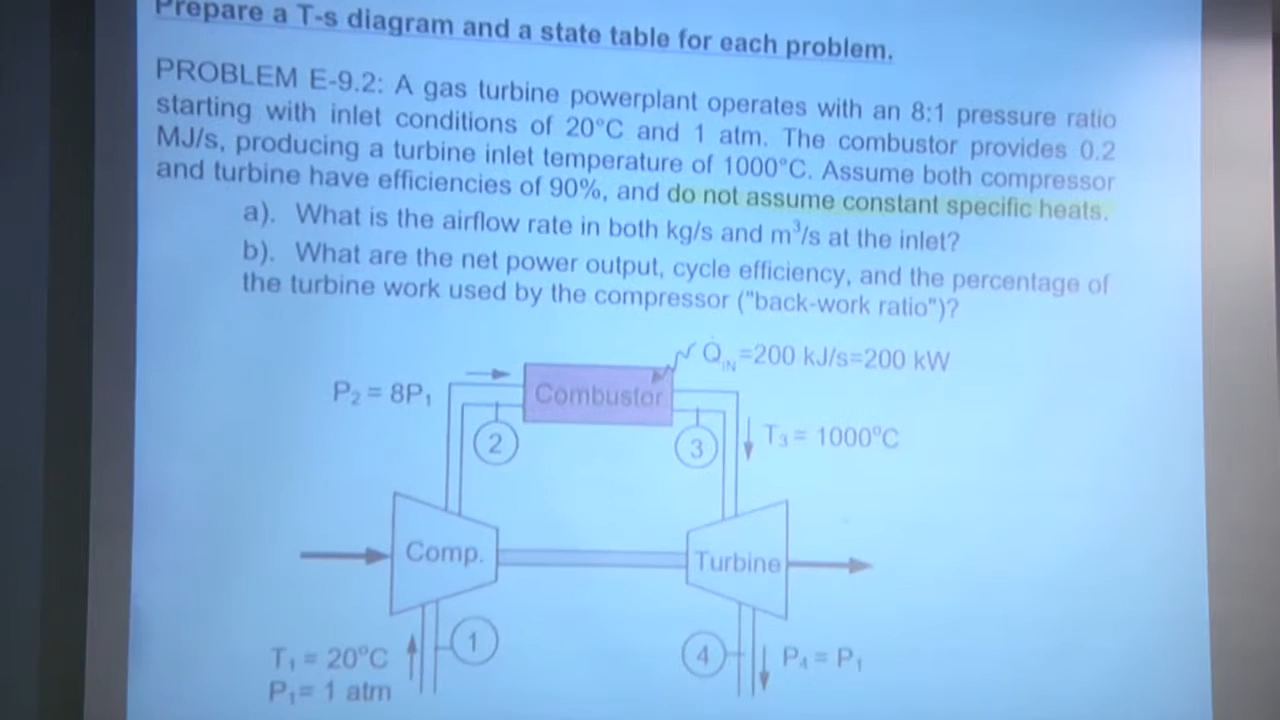 Prepare a T-s diagram and a state table for each problem.
PROBLEM E-9.2: A gas turbine powerplant operates with an 8:1 pressure ratio
starting with inlet conditions of 20°C and 1 atm. The combustor provides 0.2
MJ/s, producing a turbine inlet temperature of 1000°C. Assume both compressor
and turbine have efficiencies of 90%, and do not assume constant specific heats.
a). What is the airflow rate in both kg/s and m³/s at the inlet?
b). What are the net power output, cycle efficiency, and the percentage of
the turbine work used by the compressor ("back-work ratio")?
Q̇IN=200 kJ/s=200 kW
P₂ = 8P₁
Combustor
2
3
T₃ = 1000°C
Comp.
Turbine
1
4
T₁ = 20°C
P₄ = P₁
P₁= 1 atm